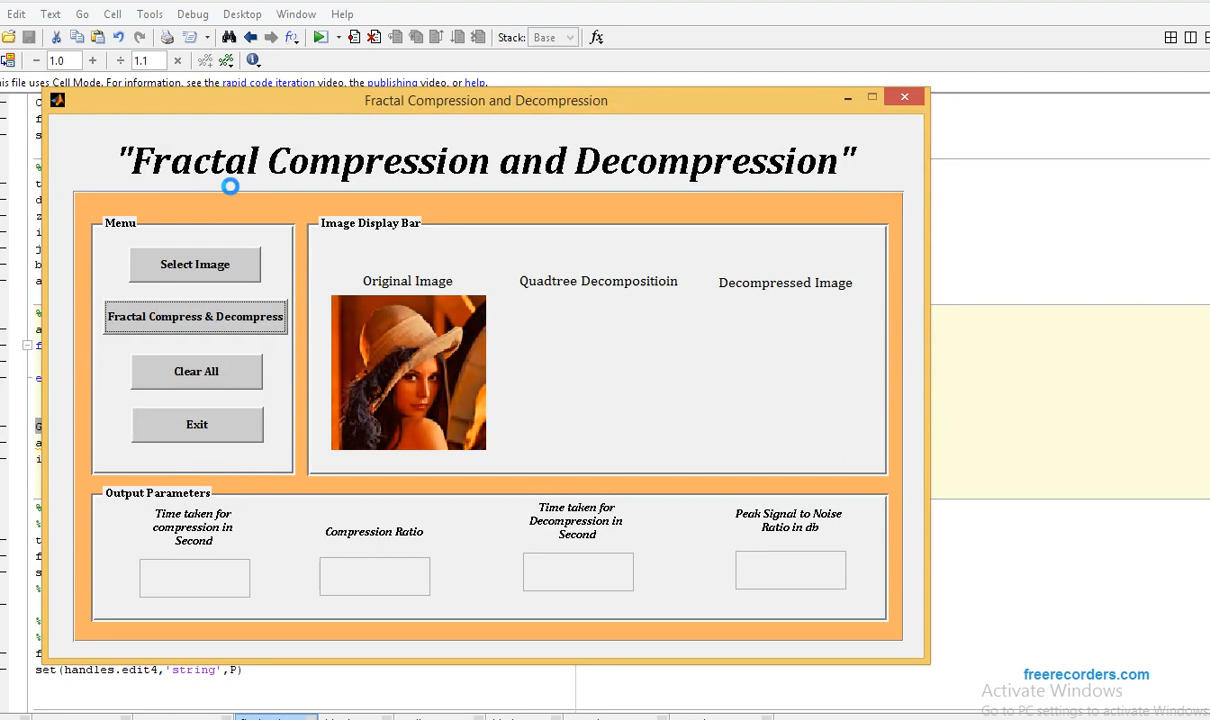 Edit Text Go Cell Tools Debug Desktop Window Help
Stack: Base fx
1.0 1.1
his file uses Cell Mode. For information, see the rapid code iteration video, the publishing video, or help.
Fractal Compression and Decompression
"Fractal Compression and Decompression"
Menu
Select Image
Fractal Compress & Decompress
Clear All
Exit
Image Display Bar
Original Image
Quadtree Decompositioin
Decompressed Image
Output Parameters
Time taken for
compression in
Second
Compression Ratio
Time taken for
Decompression in
Second
Peak Signal to Noise
Ratio in db
set(handles.edit4,'string',P)
freerecorders.com
Activate Windows
Go to PC settings to activate Windows